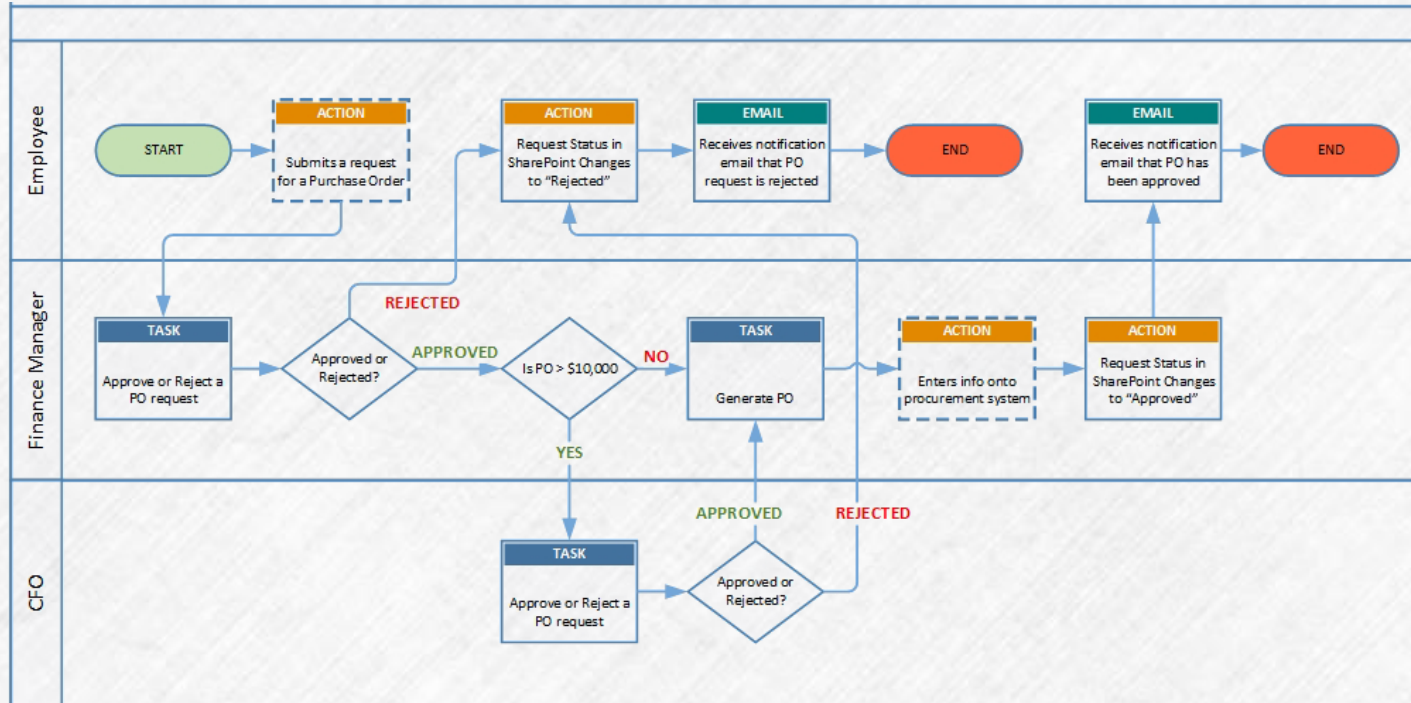 Employee
START
ACTION
Submits a request
for a Purchase Order
ACTION
Request Status in
SharePoint Changes
to “Rejected”
EMAIL
Receives notification
email that PO
request is rejected
END
EMAIL
Receives notification
email that PO has
been approved
END
Finance Manager
TASK
Approve or Reject a
PO request
Approved or
Rejected?
REJECTED
APPROVED
Is PO > $10,000
NO
YES
TASK
Generate PO
ACTION
Enters info onto
procurement system
ACTION
Request Status in
SharePoint Changes
to “Approved”
CFO
TASK
Approve or Reject a
PO request
Approved or
Rejected?
APPROVED
REJECTED